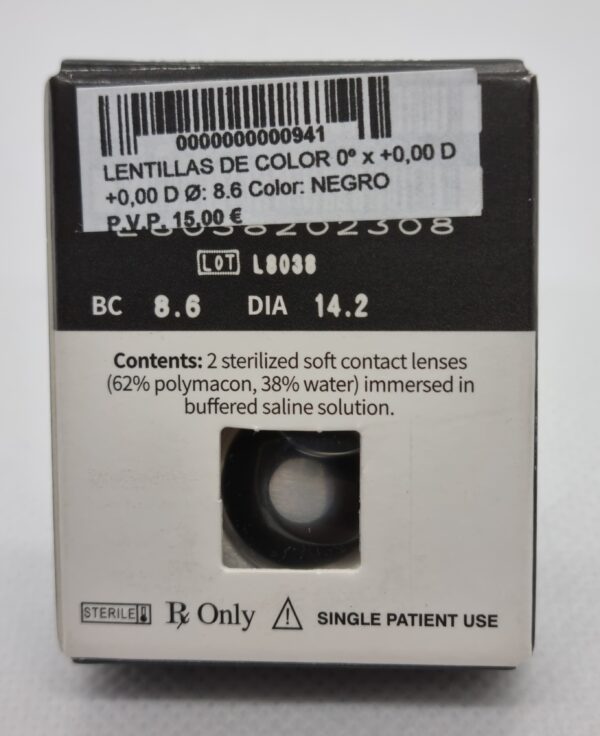 0000000000941
LENTILLAS DE COLOR 0º x +0,00 D
+0,00 D Ø: 8.6 Color: NEGRO
P.V.P. 15,00 €
LOT L8038
BC 8.6 DIA 14.2
Contents: 2 sterilized soft contact lenses
(62% polymacon, 38% water) immersed in
buffered saline solution.
STERILE Rx Only SINGLE PATIENT USE